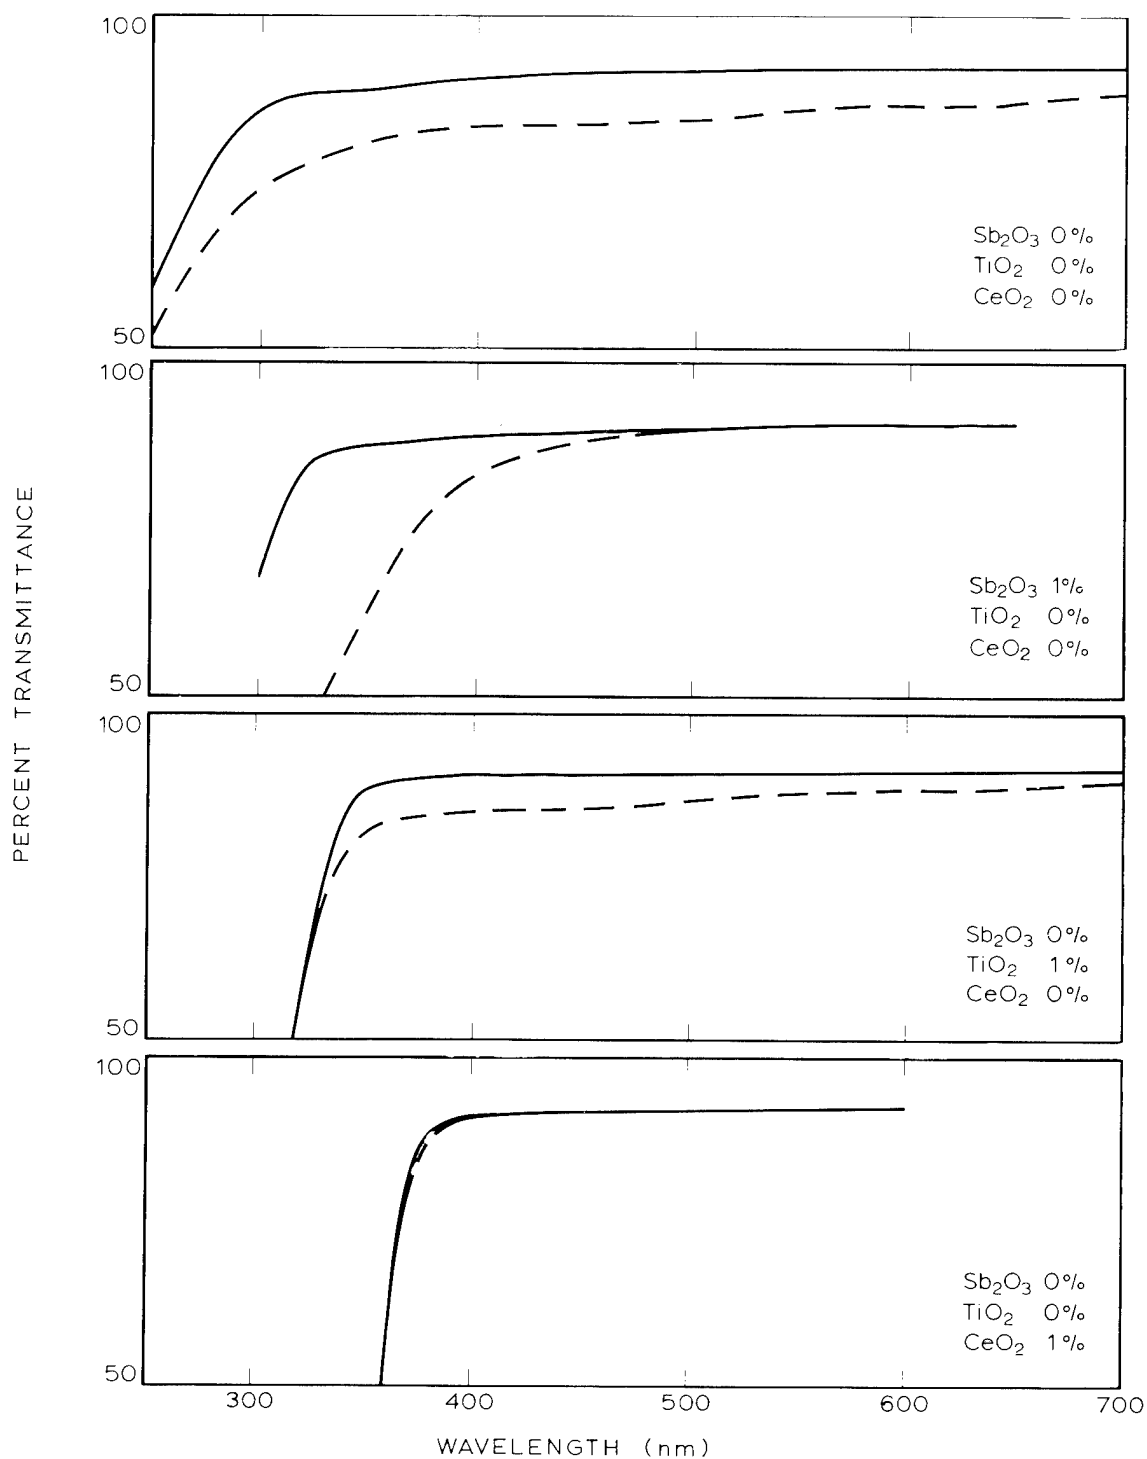 100
50
Sb₂O₃ 0%
TiO₂ 0%
CeO₂ 0%
100
50
Sb₂O₃ 1%
TiO₂ 0%
CeO₂ 0%
100
50
Sb₂O₃ 0%
TiO₂ 1%
CeO₂ 0%
100
50
Sb₂O₃ 0%
TiO₂ 0%
CeO₂ 1%
300 400 500 600 700
WAVELENGTH (nm)
PERCENT TRANSMITTANCE